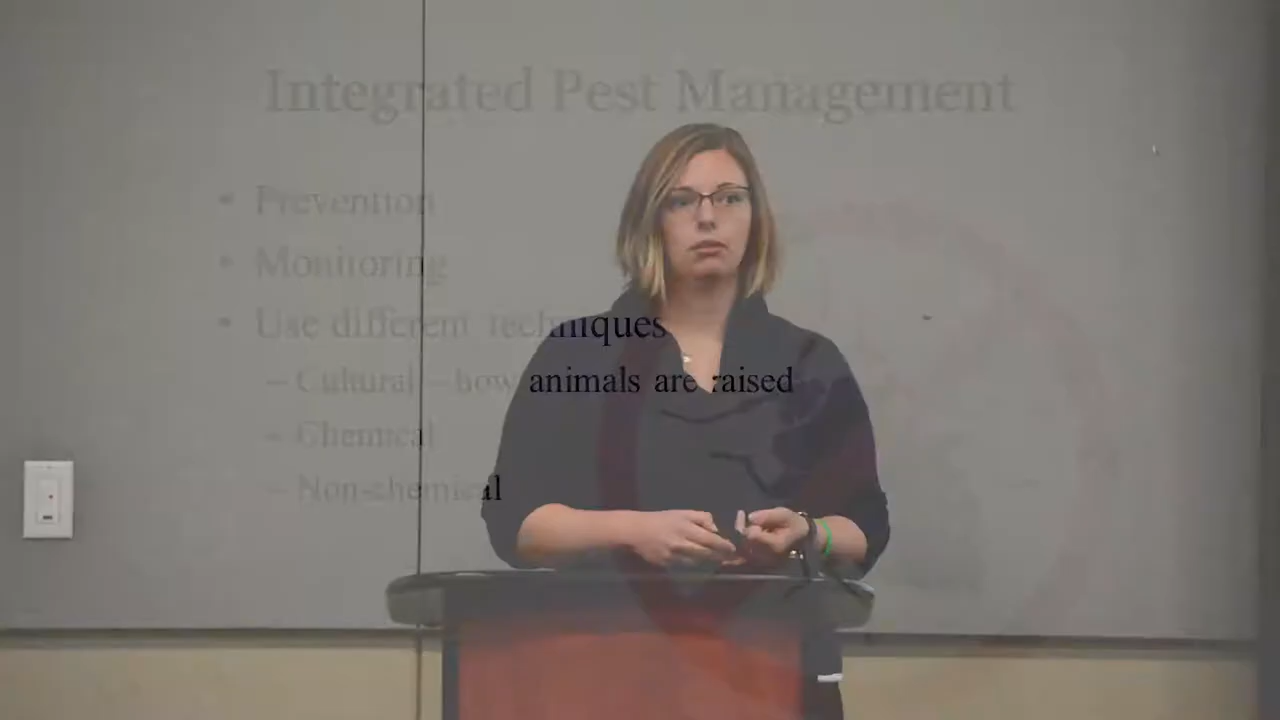 Integrated Pest Management
• Prevention
• Monitoring
• Use different techniques
– Cultural – how animals are raised
– Chemical
– Non-chemical